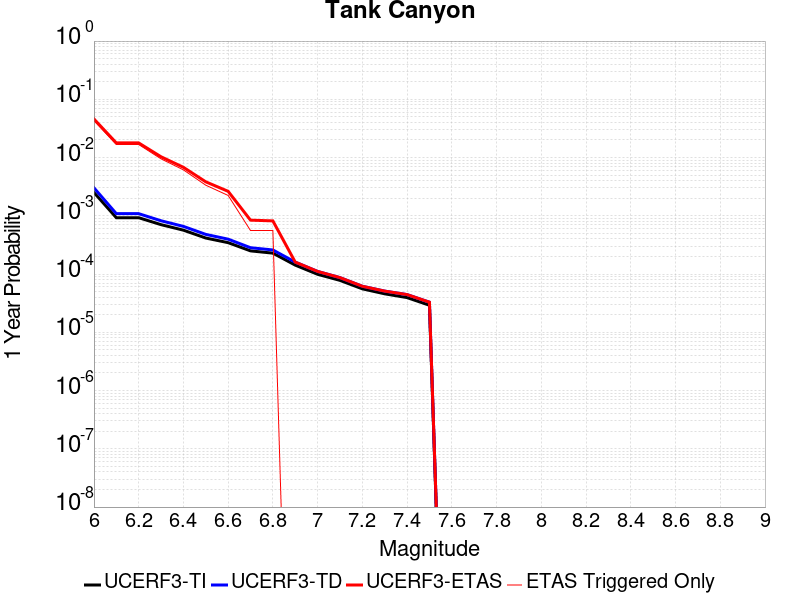 Tank Canyon
10^0
10^-1
10^-2
10^-3
10^-4
10^-5
10^-6
10^-7
10^-8
1 Year Probability
6 6.2 6.4 6.6 6.8 7 7.2 7.4 7.6 7.8 8 8.2 8.4 8.6 8.8 9
Magnitude
UCERF3-TI UCERF3-TD UCERF3-ETAS ETAS Triggered Only